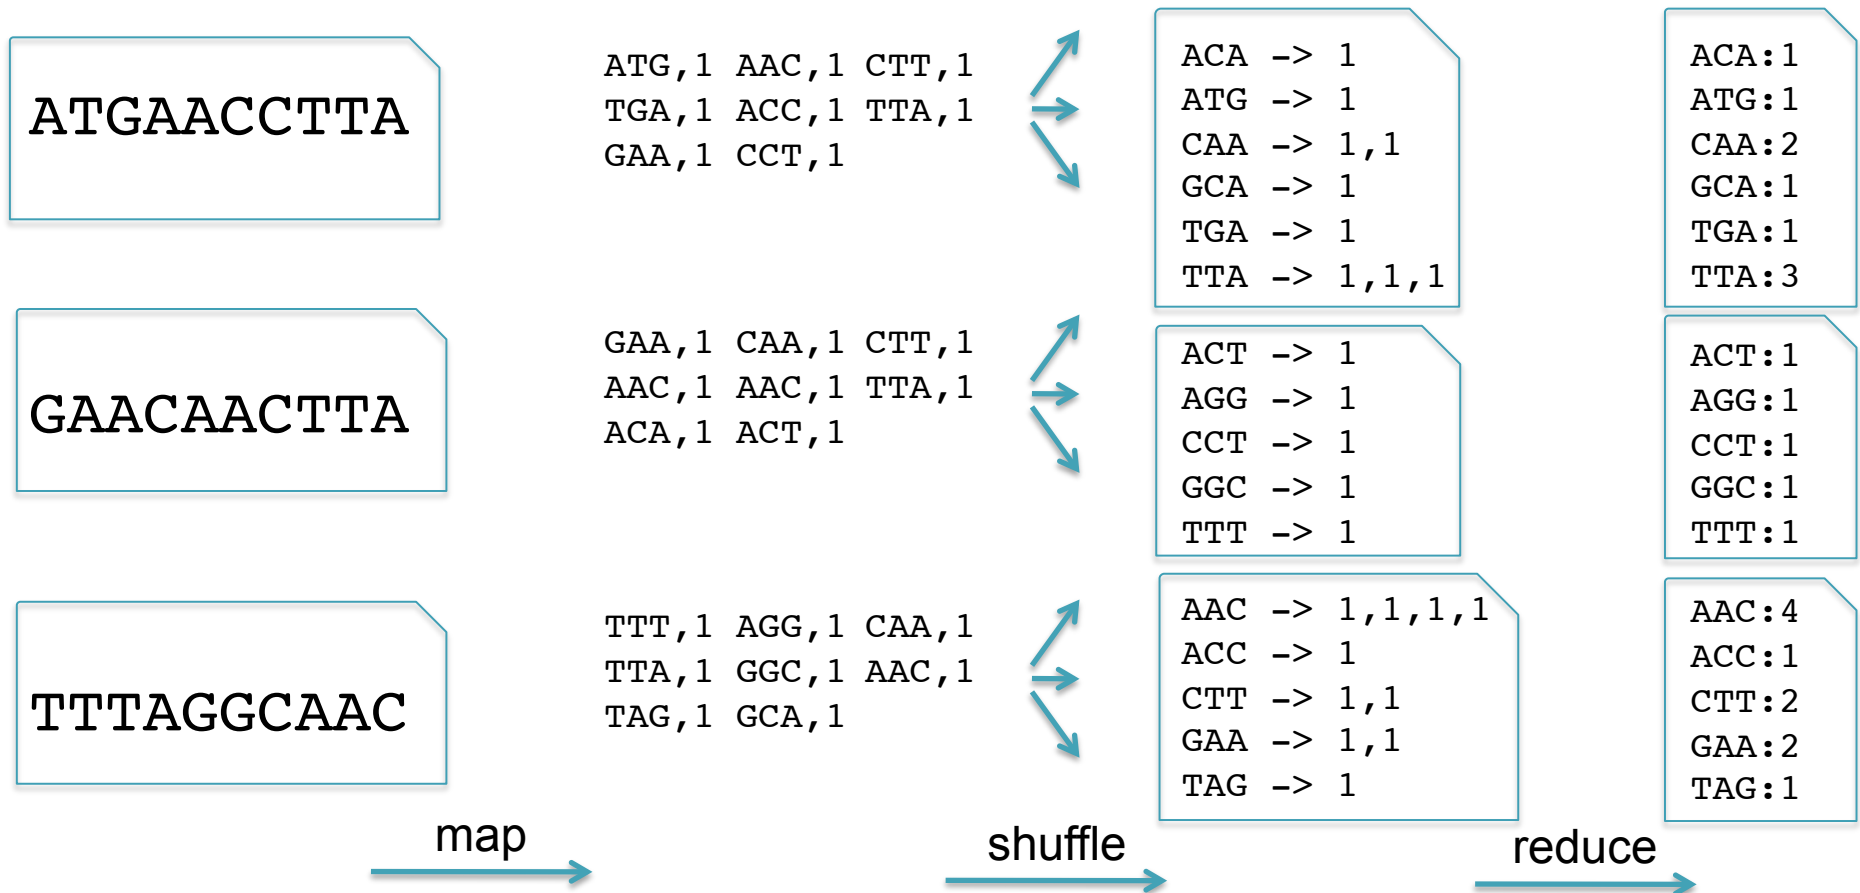 ATGAACCTTA
ATG,1 AAC,1 CTT,1
TGA,1 ACC,1 TTA,1
GAA,1 CCT,1
ACA -> 1
ATG -> 1
CAA -> 1,1
GCA -> 1
TGA -> 1
TTA -> 1,1,1
ACA:1
ATG:1
CAA:2
GCA:1
TGA:1
TTA:3
GAACAACTTA
GAA,1 CAA,1 CTT,1
AAC,1 AAC,1 TTA,1
ACA,1 ACT,1
ACT -> 1
AGG -> 1
CCT -> 1
GGC -> 1
TTT -> 1
ACT:1
AGG:1
CCT:1
GGC:1
TTT:1
TTTAGGCAAC
TTT,1 AGG,1 CAA,1
TTA,1 GGC,1 AAC,1
TAG,1 GCA,1
AAC -> 1,1,1,1
ACC -> 1
CTT -> 1,1
GAA -> 1,1
TAG -> 1
AAC:4
ACC:1
CTT:2
GAA:2
TAG:1
map
shuffle
reduce